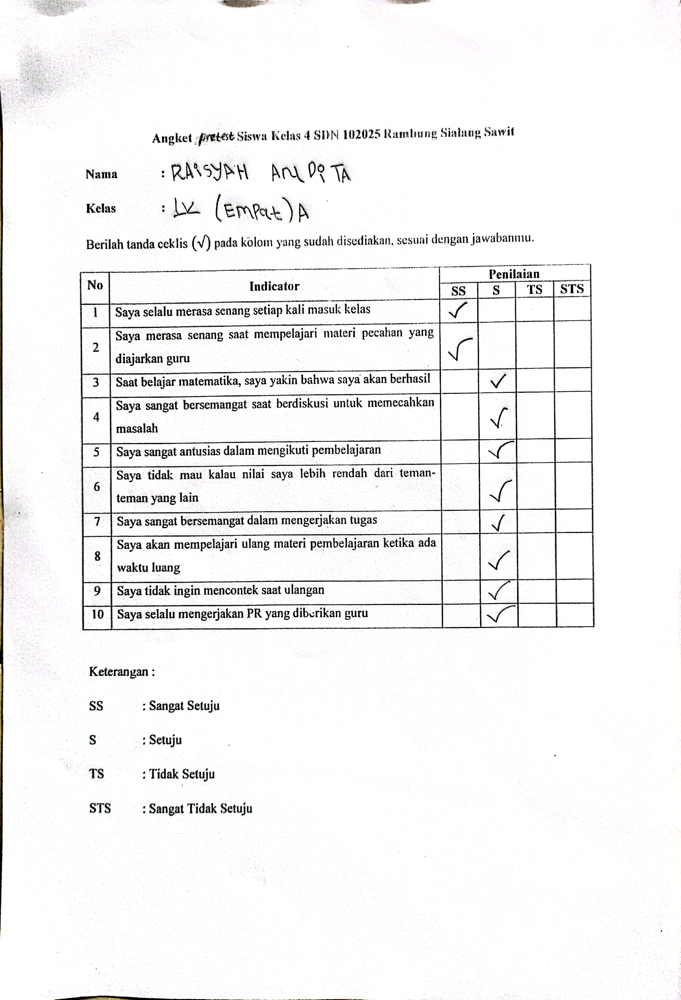 Angket pretest Siswa Kelas 4 SDN 102025 Rambung Sialang Sawit
Nama : RAiSYAH
Kelas : IV (EmPat) A
Berilah tanda ceklis (√) pada kolom yang sudah disediakan, sesuai dengan jawabanmu.
No Indicator Penilaian
SS S TS STS
1 Saya selalu merasa senang setiap kali masuk kelas ✓
2 Saya merasa senang saat mempelajari materi pecahan yang
diajarkan guru ✓
3 Saat belajar matematika, saya yakin bahwa saya akan berhasil ✓
4 Saya sangat bersemangat saat berdiskusi untuk memecahkan
masalah ✓
5 Saya sangat antusias dalam mengikuti pembelajaran ✓
6 Saya tidak mau kalau nilai saya lebih rendah dari teman-
teman yang lain ✓
7 Saya sangat bersemangat dalam mengerjakan tugas ✓
8 Saya akan mempelajari ulang materi pembelajaran ketika ada
waktu luang ✓
9 Saya tidak ingin mencontek saat ulangan ✓
10 Saya selalu mengerjakan PR yang diberikan guru ✓
Keterangan :
SS : Sangat Setuju
S : Setuju
TS : Tidak Setuju
STS : Sangat Tidak Setuju